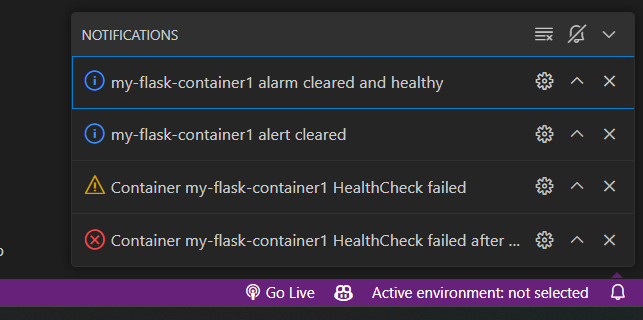 NOTIFICATIONS
my-flask-container1 alarm cleared and healthy
my-flask-container1 alert cleared
Container my-flask-container1 HealthCheck failed
Container my-flask-container1 HealthCheck failed after ...
Go Live Active environment: not selected